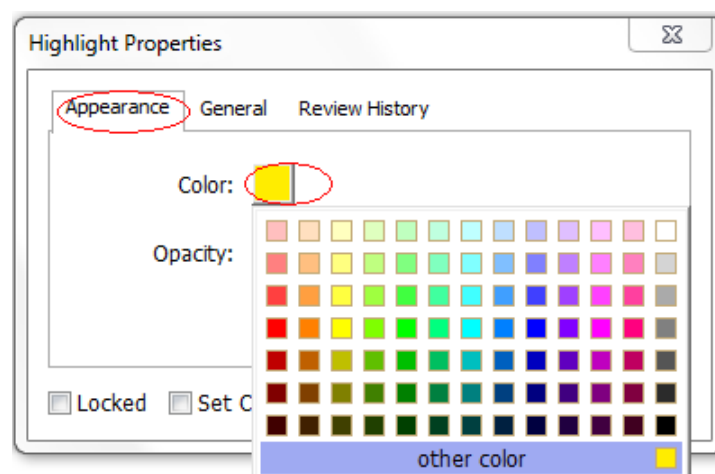 Highlight Properties
Appearance General Review History
Color:
Opacity:
Locked Set
other color